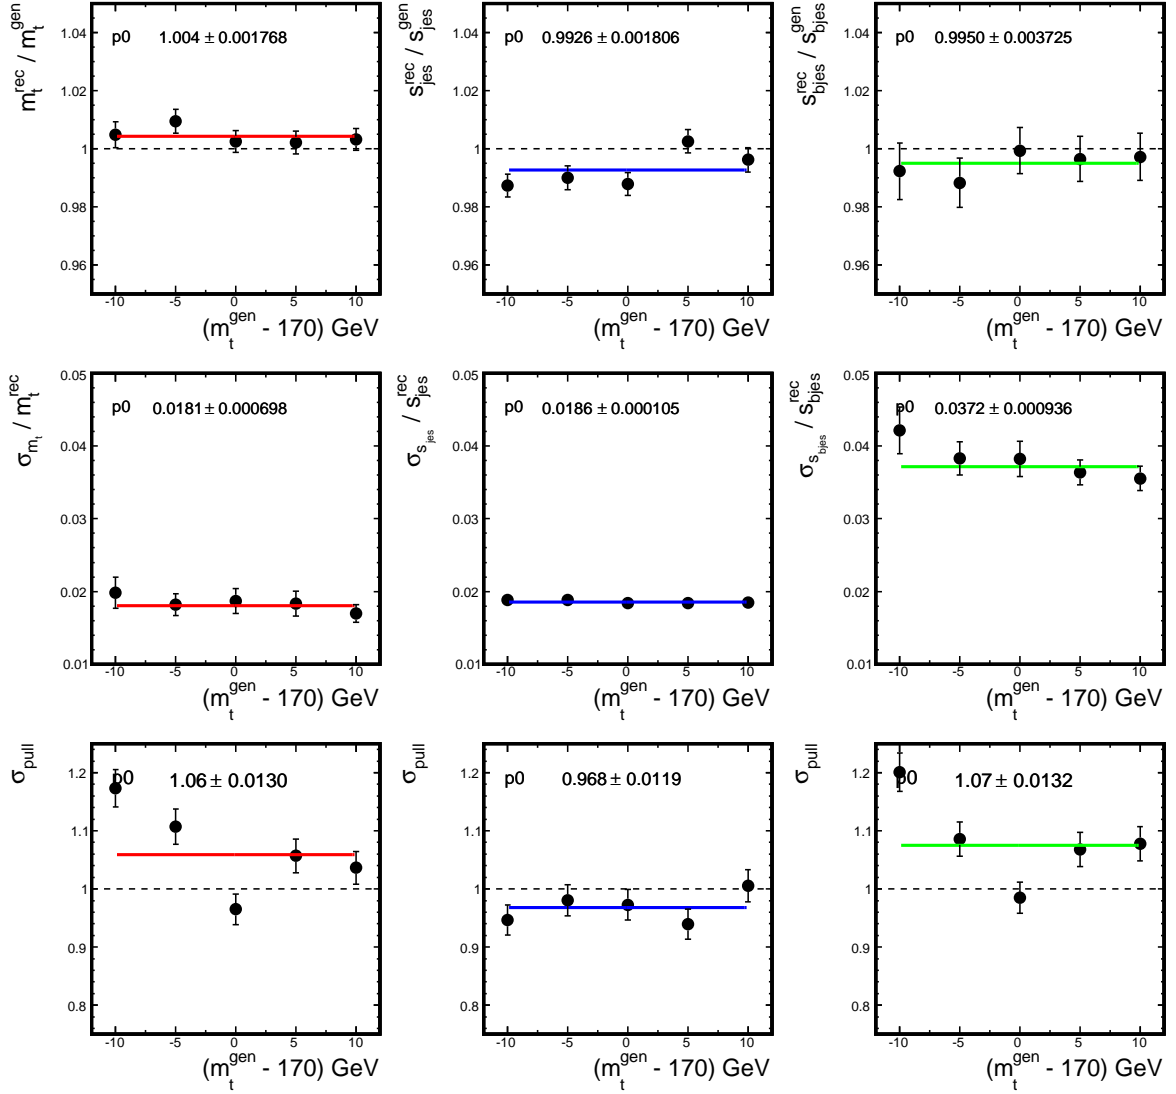 m_t^rec / m_t^gen
p0 1.004 ± 0.001768
1.04
1.02
1
0.98
0.96
-10 -5 0 5 10
(m_t^gen - 170) GeV
s_jes^rec / s_jes^gen
p0 0.9926 ± 0.001806
1.04
1.02
1
0.98
0.96
-10 -5 0 5 10
(m_t^gen - 170) GeV
s_bjes^rec / s_bjes^gen
p0 0.9950 ± 0.003725
1.04
1.02
1
0.98
0.96
-10 -5 0 5 10
(m_t^gen - 170) GeV
σ_m_t / m_t^rec
p0 0.0181 ± 0.000698
0.05
0.04
0.03
0.02
0.01
-10 -5 0 5 10
(m_t^gen - 170) GeV
σ_s_jes / s_jes^rec
p0 0.0186 ± 0.000105
0.05
0.04
0.03
0.02
0.01
-10 -5 0 5 10
(m_t^gen - 170) GeV
σ_s_bjes / s_bjes^rec
p0 0.0372 ± 0.000936
0.05
0.04
0.03
0.02
0.01
-10 -5 0 5 10
(m_t^gen - 170) GeV
σ_pull
p0 1.06 ± 0.0130
1.2
1.1
1
0.9
0.8
-10 -5 0 5 10
(m_t^gen - 170) GeV
σ_pull
p0 0.968 ± 0.0119
1.2
1.1
1
0.9
0.8
-10 -5 0 5 10
(m_t^gen - 170) GeV
σ_pull
p0 1.07 ± 0.0132
1.2
1.1
1
0.9
0.8
-10 -5 0 5 10
(m_t^gen - 170) GeV